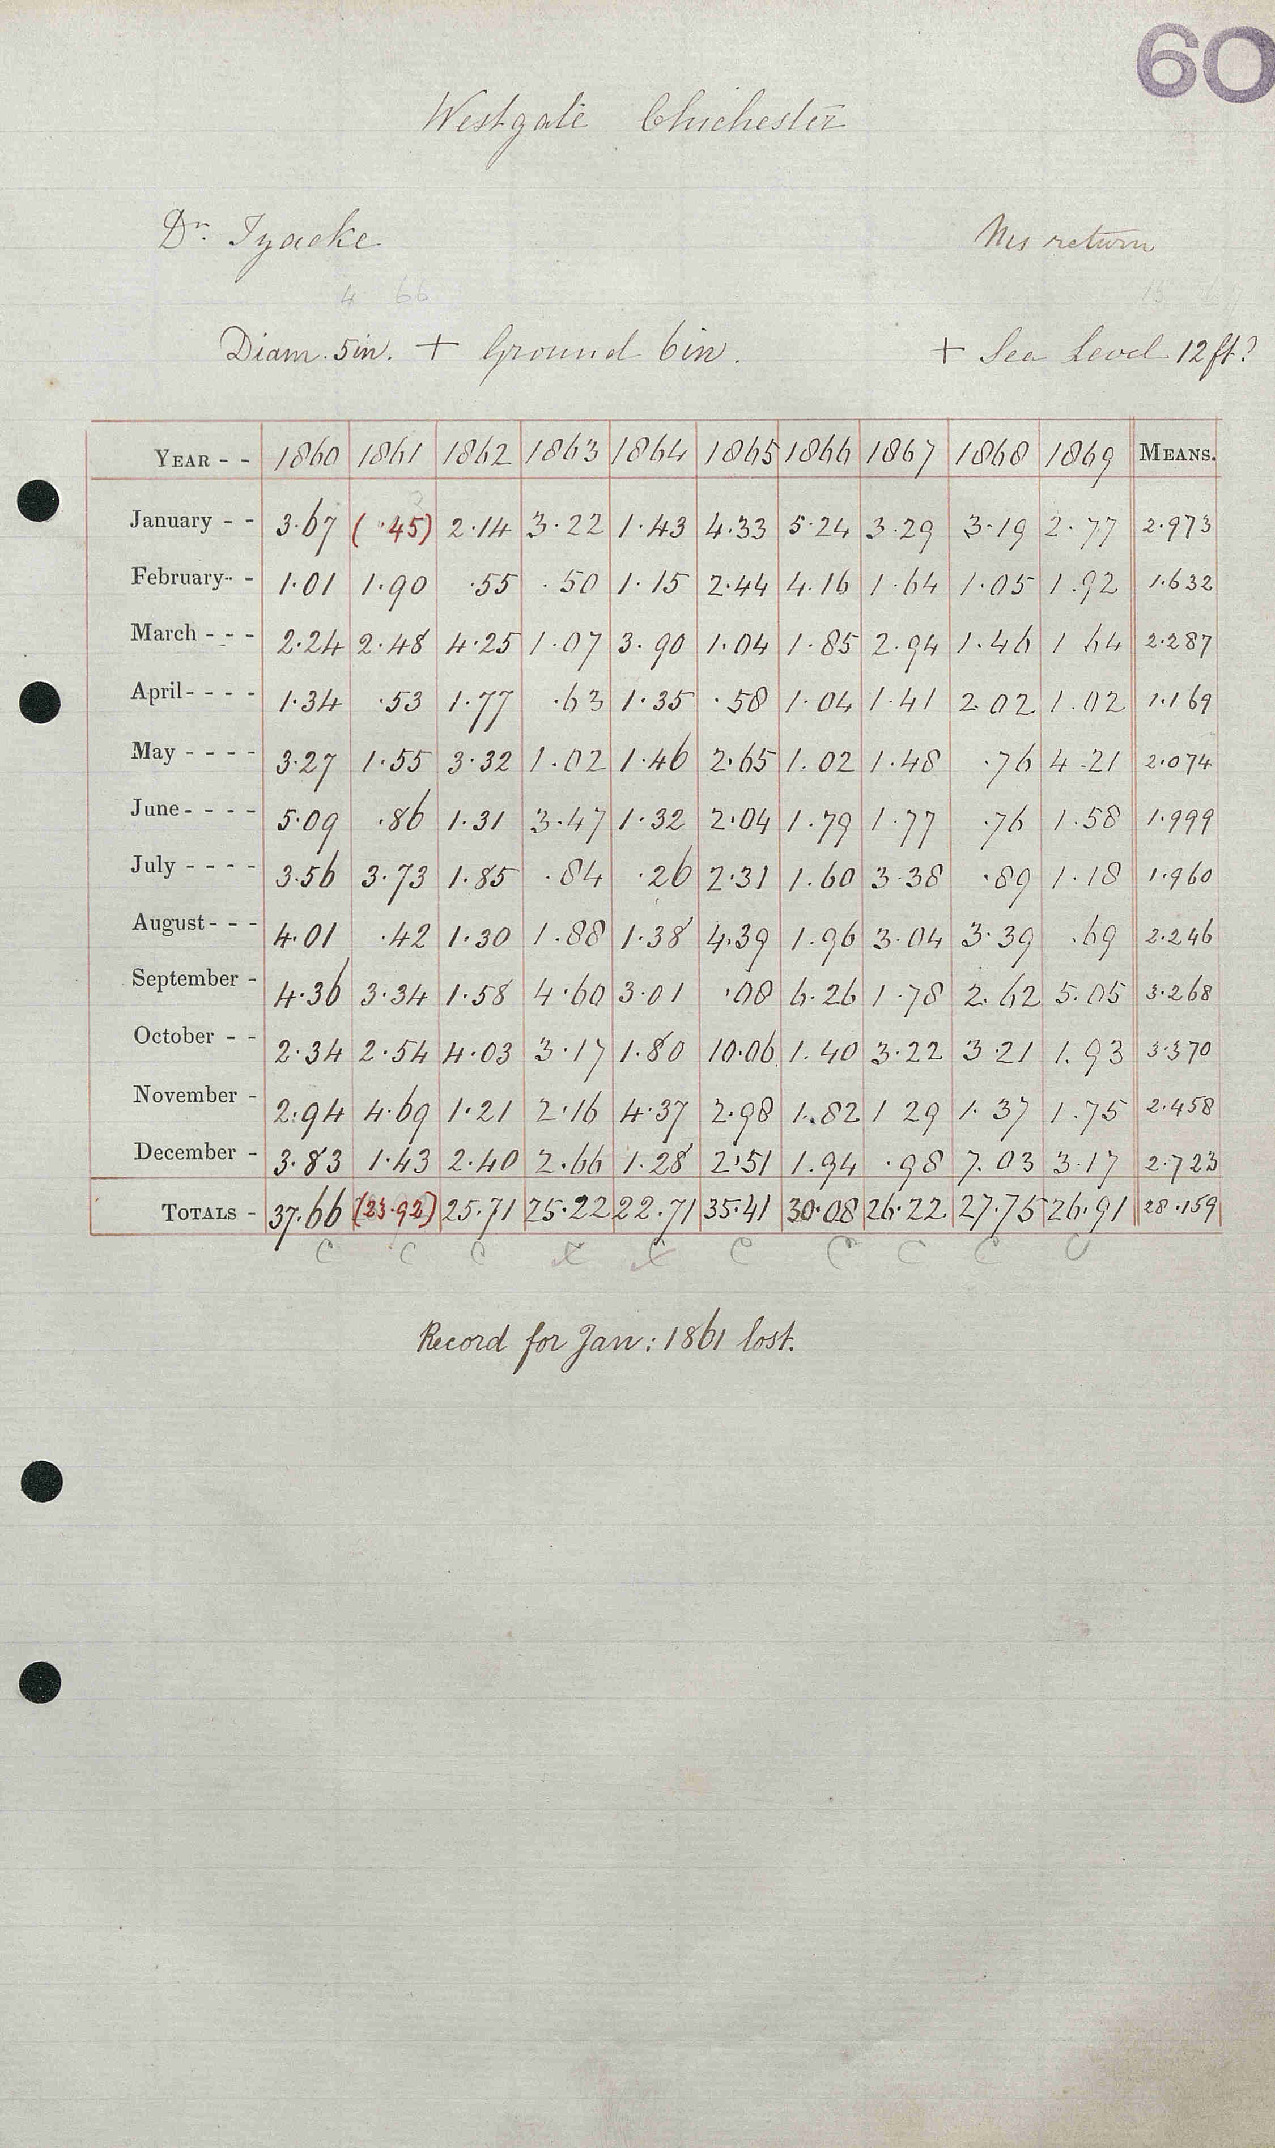 60
Westgate Chichester
Dr. Tyacke
Ms return
4 66
Diam. 5in. + Ground 6in. + Sea Level 12ft?
YEAR - - 1860 1861 1862 1863 1864 1865 1866 1867 1868 1869 MEANS.
January - - 3.67 (.45) 2.14 3.22 1.43 4.33 5.24 3.29 3.19 2.77 2.973
February- - 1.01 1.90 .55 .50 1.15 2.44 4.16 1.64 1.05 1.92 1.632
March - - - 2.24 2.48 4.25 1.07 3.90 1.04 1.85 2.94 1.46 1 64 2.287
April- - - - 1.34 .53 1.77 .63 1.35 .58 1.04 1.41 2.02 1.02 1.169
May - - - - 3.27 1.55 3.32 1.02 1.46 2.65 1.02 1.48 .76 4.21 2.074
June- - - - 5.09 .86 1.31 3.47 1.32 2.04 1.79 1.77 .76 1.58 1.999
July - - - - 3.56 3.73 1.85 .84 .26 2.31 1.60 3.38 .89 1.18 1.960
August- - - 4.01 .42 1.30 1.88 1.38 4.39 1.96 3.04 3.39 .69 2.246
September - 4.36 3.34 1.58 4.60 3.01 .08 6.26 1.78 2.62 5.05 3.268
October - - 2.34 2.54 4.03 3.17 1.80 10.06 1.40 3.22 3.21 1.93 3.370
November - 2.94 4.69 1.21 2.16 4.37 2.98 1.82 1 29 1.37 1.75 2.458
December - 3.83 1.43 2.40 2.66 1.28 2.51 1.94 .98 7.03 3.17 2.723
TOTALS - 37.66 (23.92) 25.71 25.22 22.71 35.41 30.08 26.22 27.75 26.91 28.159
c c c x x c c c c c
Record for Jan: 1861 lost.